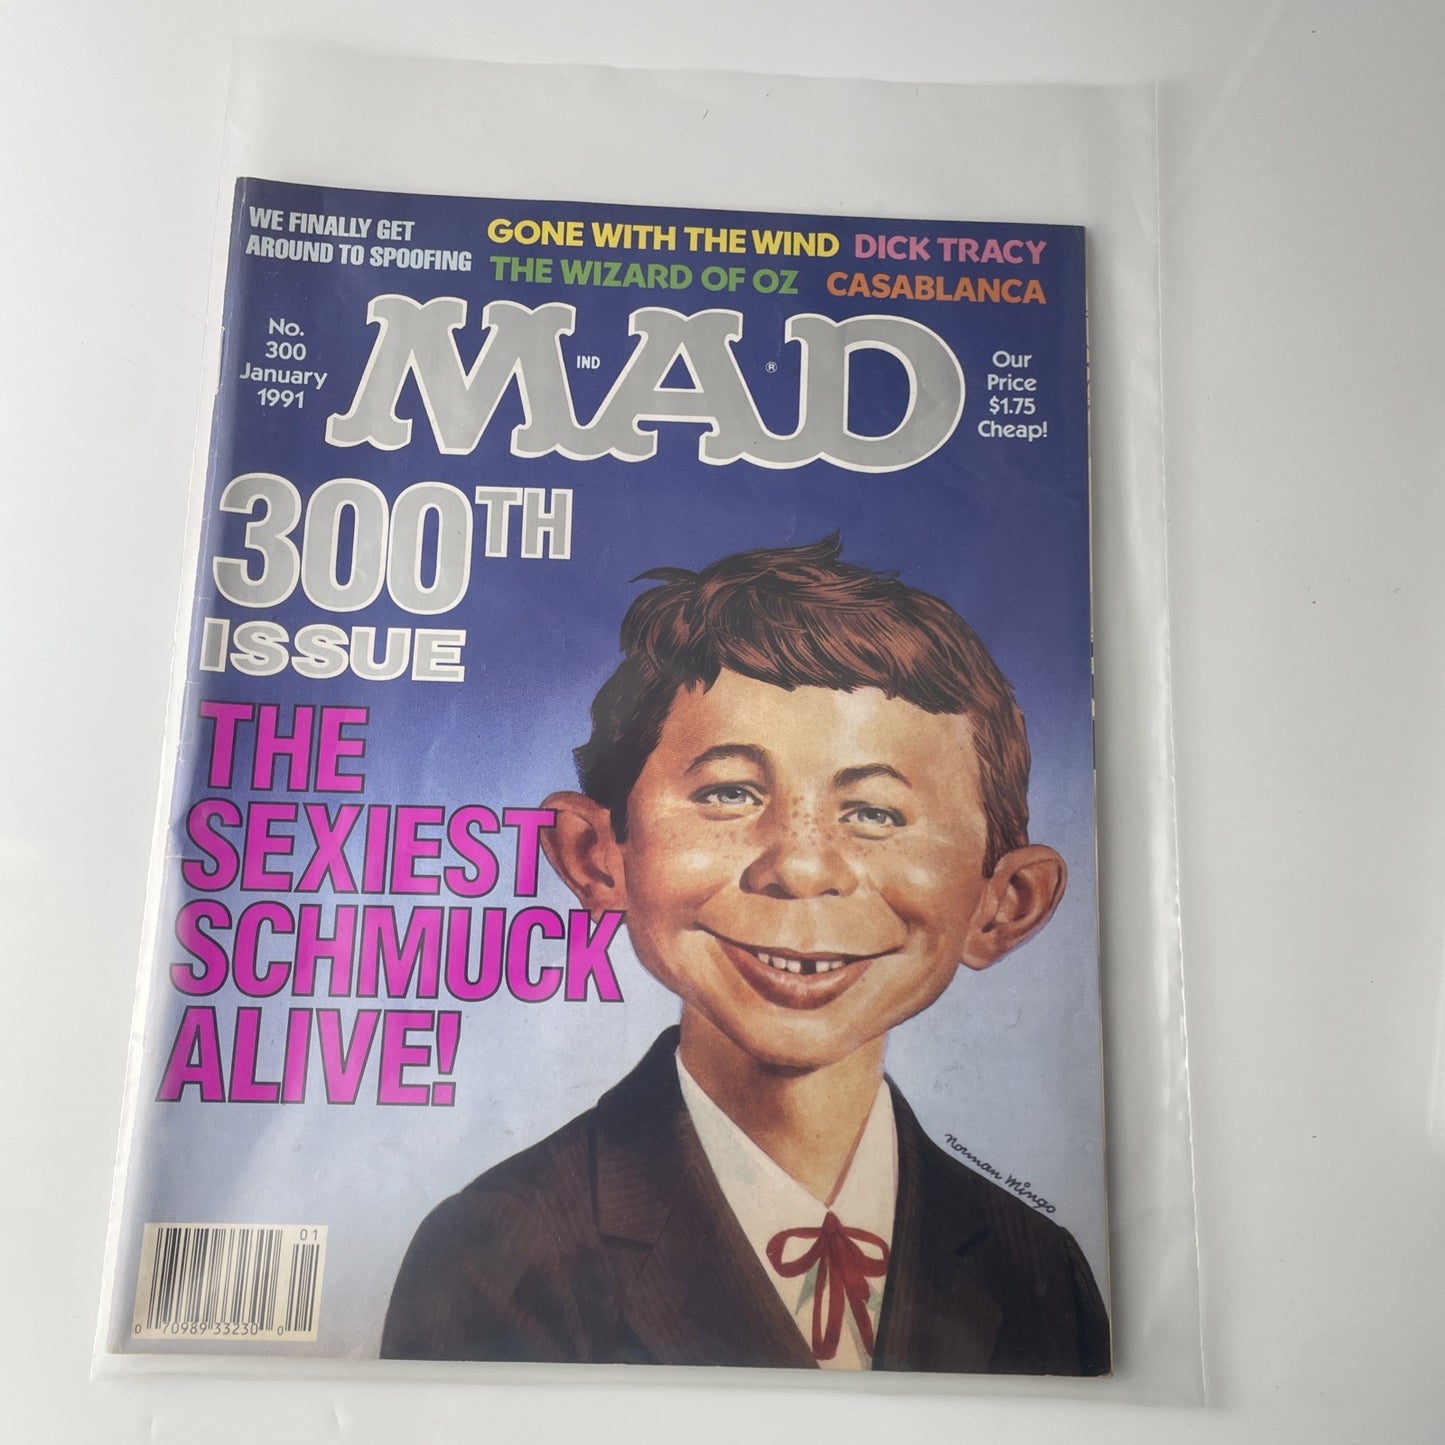 WE FINALLY GET
AROUND TO SPOOFING
GONE WITH THE WIND DICK TRACY
THE WIZARD OF OZ CASABLANCA
No.
300
January
1991
MAD
IND
®
Our
Price
$1.75
Cheap!
300TH
ISSUE
THE
SEXIEST
SCHMUCK
ALIVE!
Norman Mingo
01
0 70989 33230 0